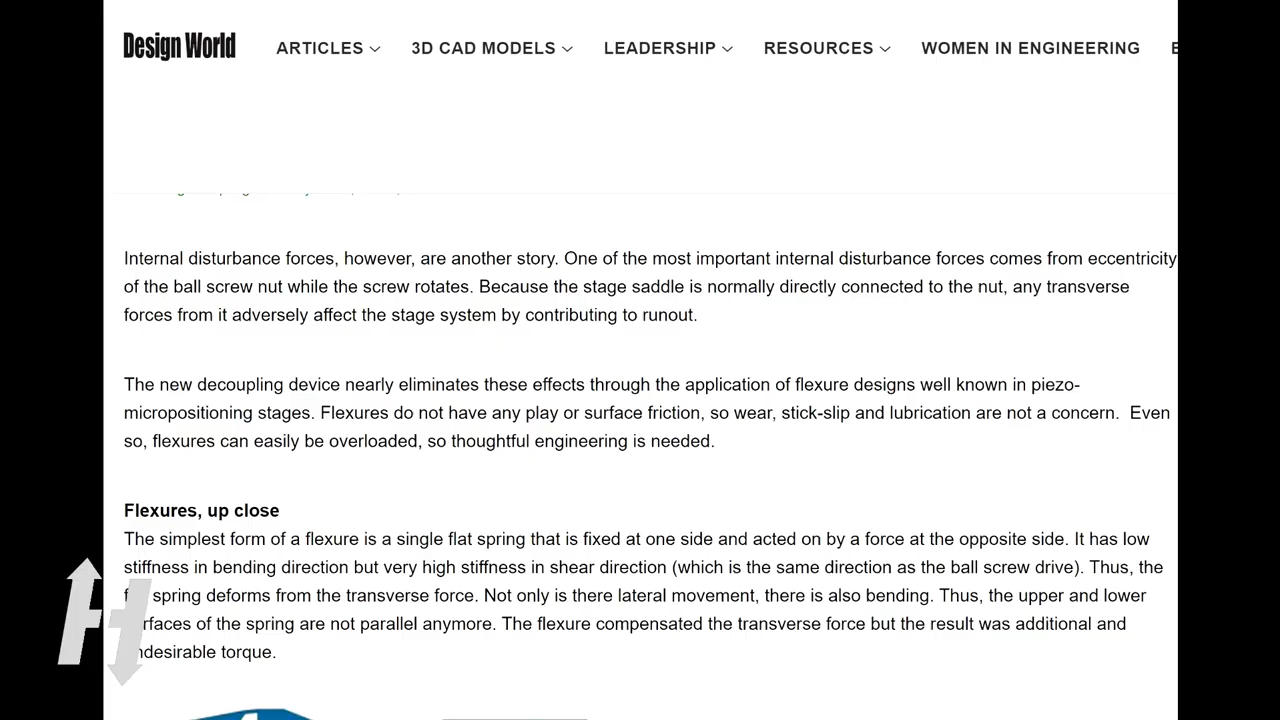 Design World
ARTICLES
3D CAD MODELS
LEADERSHIP
RESOURCES
WOMEN IN ENGINEERING
Internal disturbance forces, however, are another story. One of the most important internal disturbance forces comes from eccentricity
of the ball screw nut while the screw rotates. Because the stage saddle is normally directly connected to the nut, any transverse
forces from it adversely affect the stage system by contributing to runout.
The new decoupling device nearly eliminates these effects through the application of flexure designs well known in piezo-
micropositioning stages. Flexures do not have any play or surface friction, so wear, stick-slip and lubrication are not a concern. Even
so, flexures can easily be overloaded, so thoughtful engineering is needed.
Flexures, up close
The simplest form of a flexure is a single flat spring that is fixed at one side and acted on by a force at the opposite side. It has low
stiffness in bending direction but very high stiffness in shear direction (which is the same direction as the ball screw drive). Thus, the
spring deforms from the transverse force. Not only is there lateral movement, there is also bending. Thus, the upper and lower
rfaces of the spring are not parallel anymore. The flexure compensated the transverse force but the result was additional and
ndesirable torque.